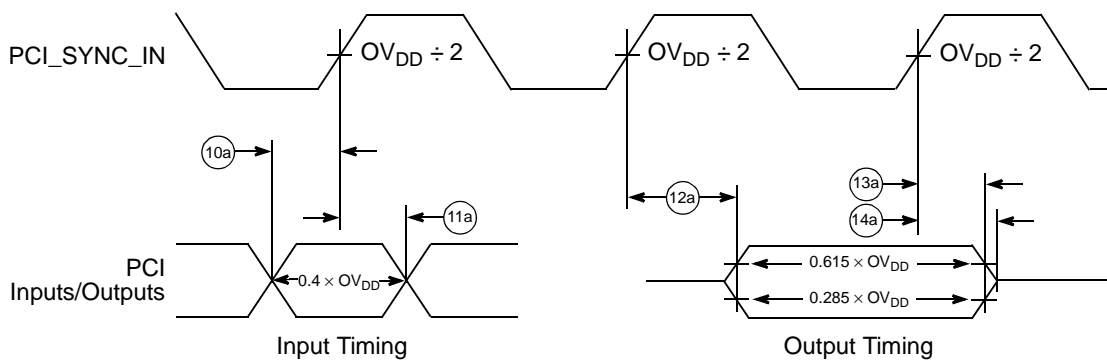 PCI_SYNC_IN
OV_DD ÷ 2
OV_DD ÷ 2
OV_DD ÷ 2
10a
11a
12a
13a
14a
PCI
Inputs/Outputs
0.4 × OV_DD
0.615 × OV_DD
0.285 × OV_DD
Input Timing
Output Timing